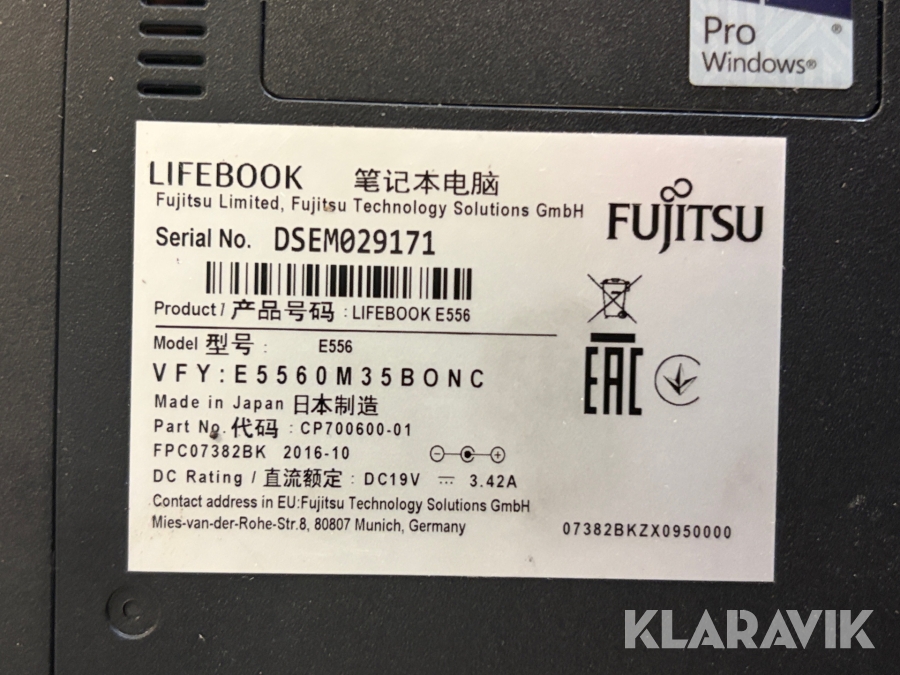 Pro
Windows®
LIFEBOOK 笔记本电脑
Fujitsu Limited, Fujitsu Technology Solutions GmbH
FUJITSU
Serial No. DSEM029171
Product / 产品号码 : LIFEBOOK E556
Model 型号 : E556
VFY:E5560M35BONC
Made in Japan 日本制造
EAC
Part No. 代码 : CP700600-01
FPC07382BK 2016-10
DC Rating / 直流额定 : DC19V 3.42A
Contact address in EU:Fujitsu Technology Solutions GmbH
Mies-van-der-Rohe-Str.8, 80807 Munich, Germany
07382BKZX0950000
KLARAVIK